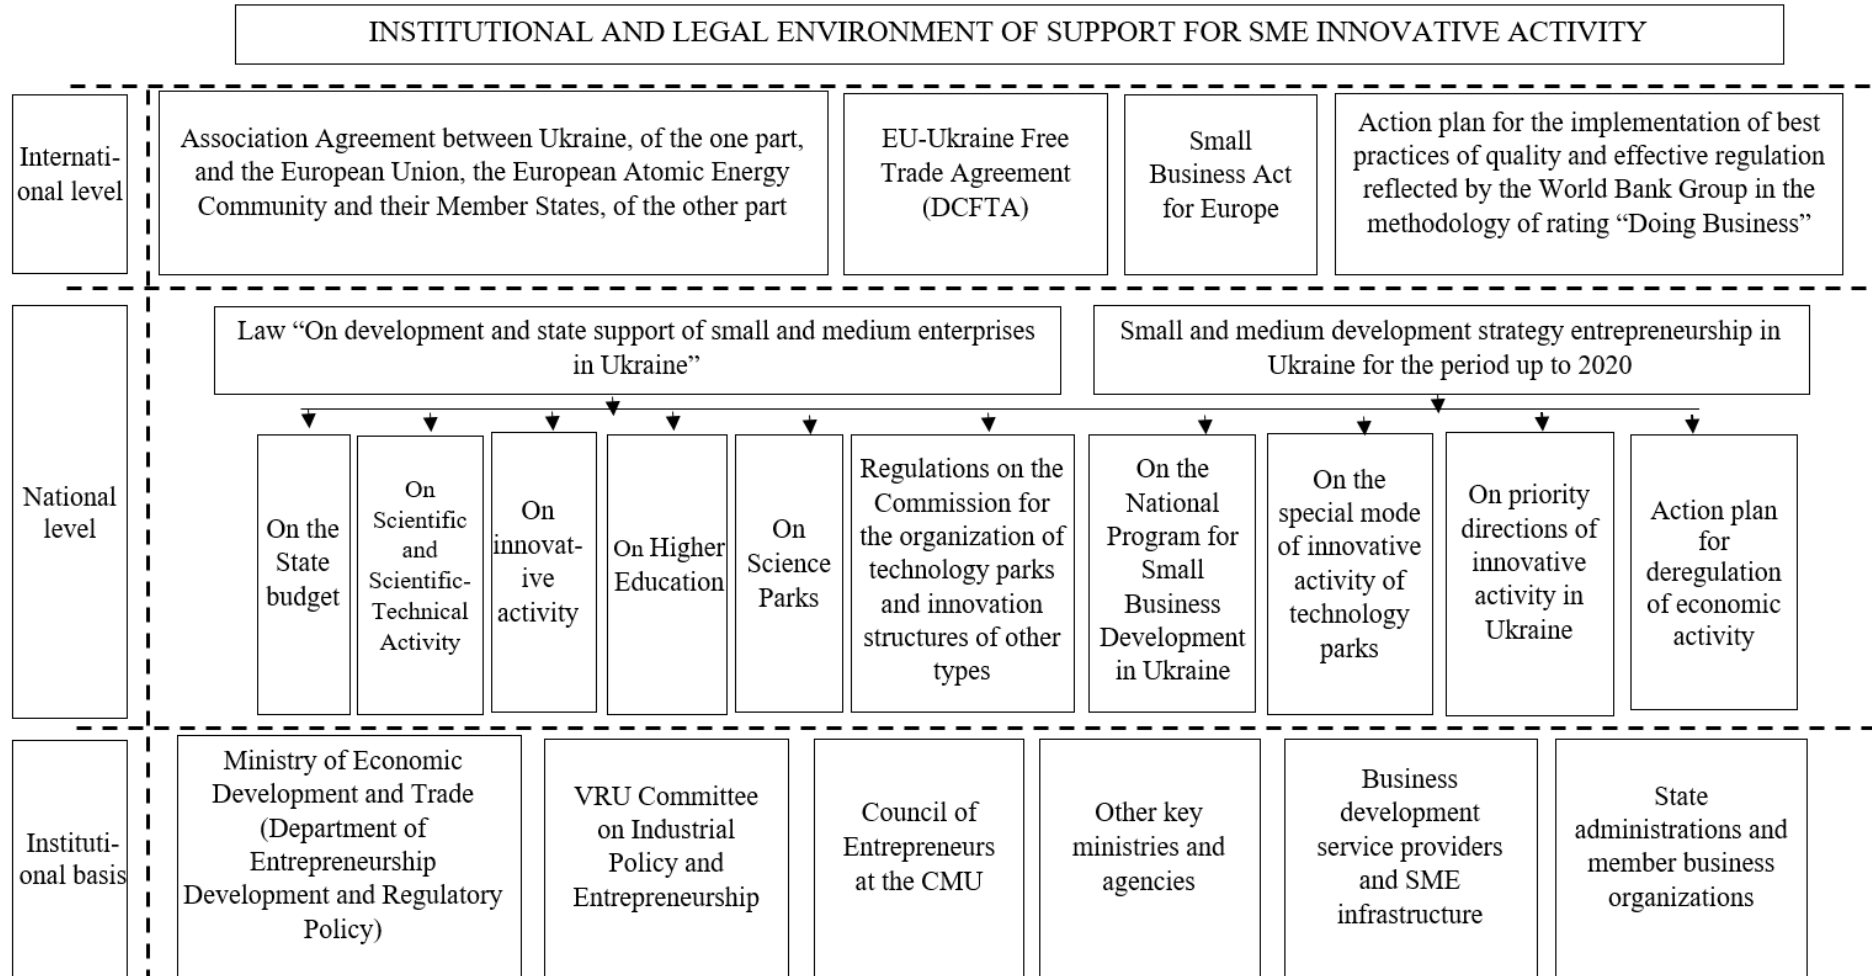 INSTITUTIONAL AND LEGAL ENVIRONMENT OF SUPPORT FOR SME INNOVATIVE ACTIVITY
Internati-
onal level
Association Agreement between Ukraine, of the one part,
and the European Union, the European Atomic Energy
Community and their Member States, of the other part
EU-Ukraine Free
Trade Agreement
(DCFTA)
Small
Business Act
for Europe
Action plan for the implementation of best
practices of quality and effective regulation
reflected by the World Bank Group in the
methodology of rating “Doing Business”
National
level
Law “On development and state support of small and medium enterprises
in Ukraine”
Small and medium development strategy entrepreneurship in
Ukraine for the period up to 2020
On the
State
budget
On
Scientific
and
Scientific-
Technical
Activity
On
innovat-
ive
activity
On Higher
Education
On
Science
Parks
Regulations on the
Commission for
the organization of
technology parks
and innovation
structures of other
types
On the
National
Program for
Small
Business
Development
in Ukraine
On the
special mode
of innovative
activity of
technology
parks
On priority
directions of
innovative
activity in
Ukraine
Action plan
for
deregulation
of economic
activity
Instituti-
onal basis
Ministry of Economic
Development and Trade
(Department of
Entrepreneurship
Development and Regulatory
Policy)
VRU Committee
on Industrial
Policy and
Entrepreneurship
Council of
Entrepreneurs
at the CMU
Other key
ministries and
agencies
Business
development
service providers
and SME
infrastructure
State
administrations and
member business
organizations